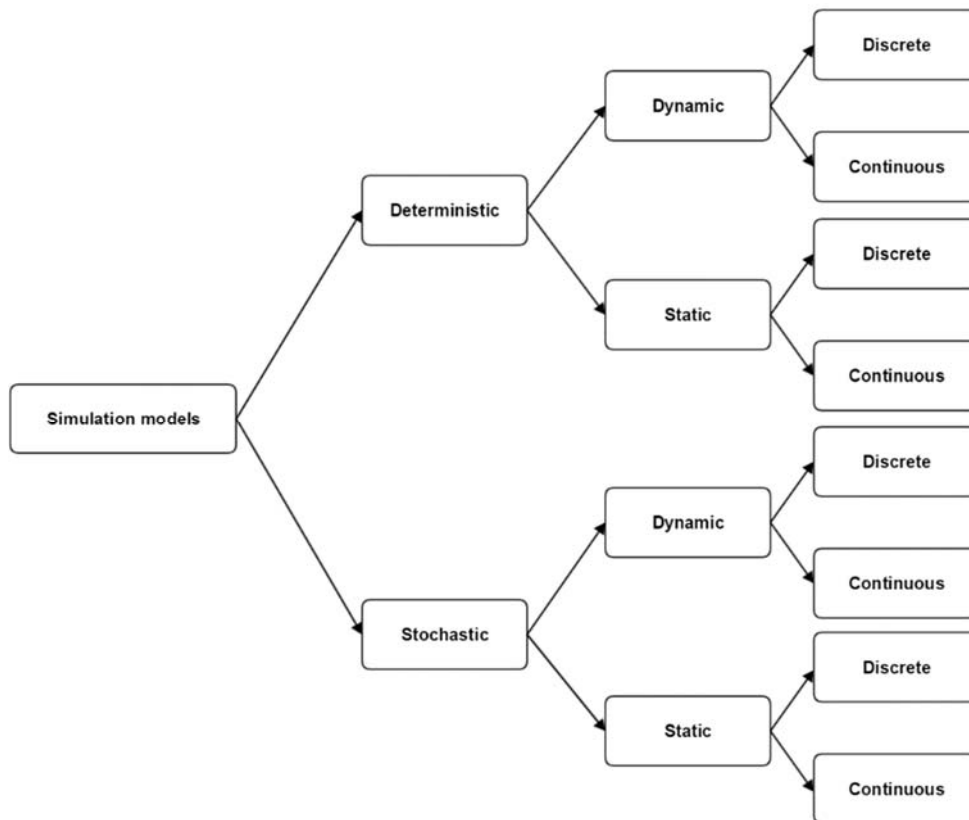 Discrete
Dynamic
Continuous
Deterministic
Discrete
Static
Continuous
Simulation models
Discrete
Dynamic
Continuous
Stochastic
Discrete
Static
Continuous